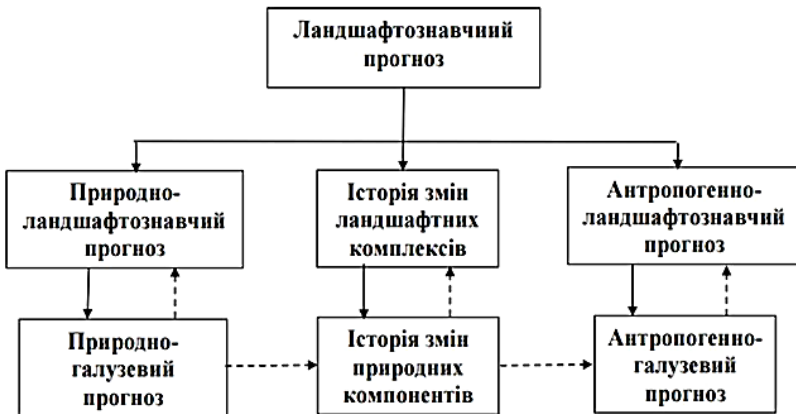 Ландшафтознавчий
прогноз
Природно-
ландшафтознавчий
прогноз
Історія змін
ландшафтних
комплексів
Антропогенно-
ландшафтознавчий
прогноз
Природно-
галузевий
прогноз
Історія змін
природних
компонентів
Антропогенно-
галузевий
прогноз